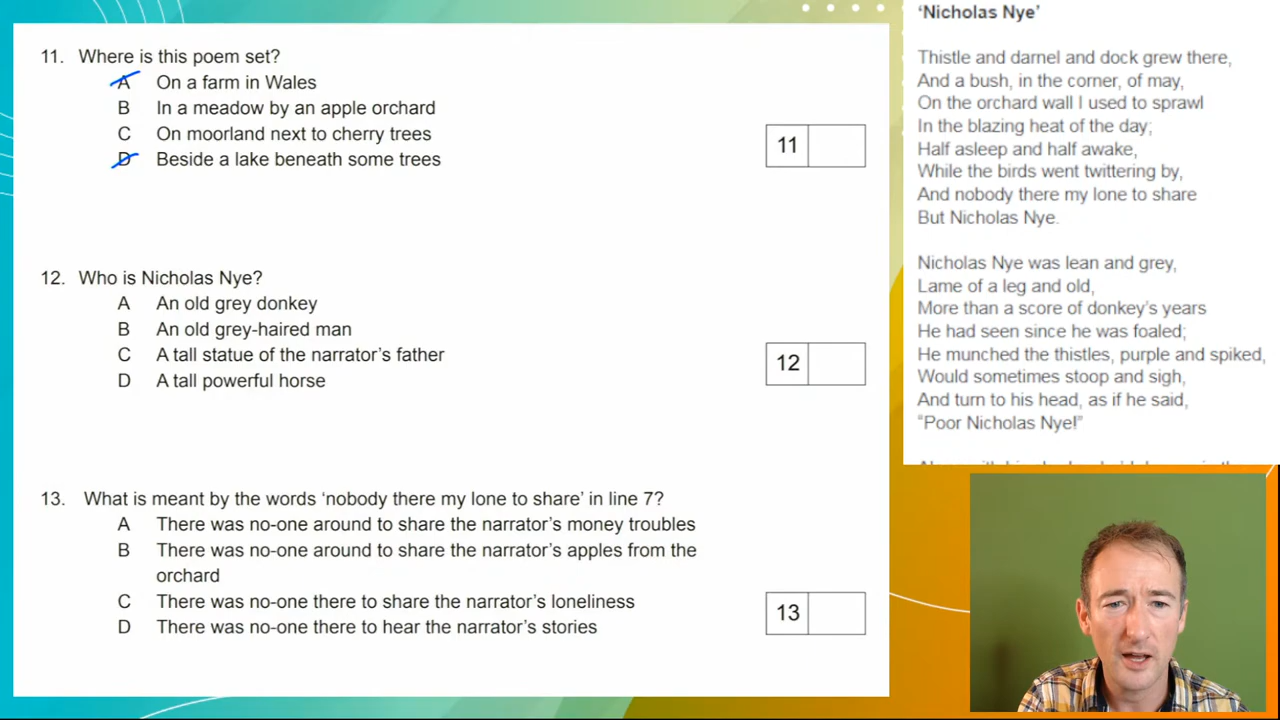 11. Where is this poem set?
A On a farm in Wales
B In a meadow by an apple orchard
C On moorland next to cherry trees
D Beside a lake beneath some trees
11
12. Who is Nicholas Nye?
A An old grey donkey
B An old grey-haired man
C A tall statue of the narrator’s father
D A tall powerful horse
12
13. What is meant by the words ‘nobody there my lone to share’ in line 7?
A There was no-one around to share the narrator’s money troubles
B There was no-one around to share the narrator’s apples from the
orchard
C There was no-one there to share the narrator’s loneliness
D There was no-one there to hear the narrator’s stories
13
‘Nicholas Nye’
Thistle and darnel and dock grew there,
And a bush, in the corner, of may,
On the orchard wall I used to sprawl
In the blazing heat of the day;
Half asleep and half awake,
While the birds went twittering by,
And nobody there my lone to share
But Nicholas Nye.
Nicholas Nye was lean and grey,
Lame of a leg and old,
More than a score of donkey’s years
He had seen since he was foaled;
He munched the thistles, purple and spiked,
Would sometimes stoop and sigh,
And turn to his head, as if he said,
“Poor Nicholas Nye!”